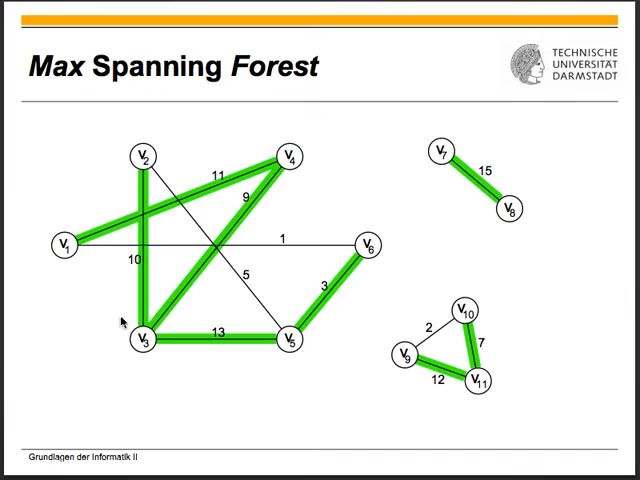 Max Spanning Forest
TECHNISCHE
UNIVERSITÄT
DARMSTADT
V2
V4
V7
11
15
9
V8
V1
1
V6
10
5
3
V10
2
13
7
V3
V5
V9
12
V11
Grundlagen der Informatik II